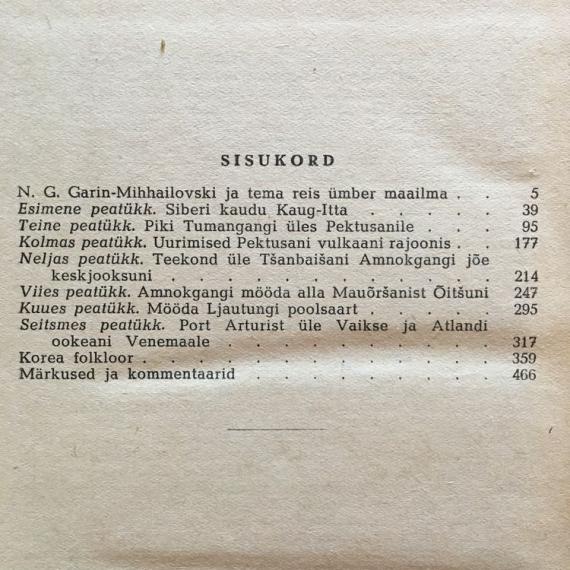 SISUKORD
N. G. Garin-Mihhailovski ja tema reis ümber maailma . . 5
Esimene peatükk. Siberi kaudu Kaug-Itta . . . . . 39
Teine peatükk. Piki Tumangangi üles Pektusanile . . . 95
Kolmas peatükk. Uurimised Pektusani vulkaani rajoonis . . 177
Neljas peatükk. Teekond üle Tšanbaišani Amnokgangi jõe
keskjooksuni . . . . . . . . . . . . 214
Viies peatükk. Amnokgangi mööda alla Mauõršanist Õitšuni 247
Kuues peatükk. Mööda Ljautungi poolsaart . . . . . 295
Seitsmes peatükk. Port Arturist üle Vaikse ja Atlandi
ookeani Venemaale . . . . . . . . . . 317
Korea folkloor . . . . . . . . . . . . . 359
Märkused ja kommentaarid . . . . . . . . . 466